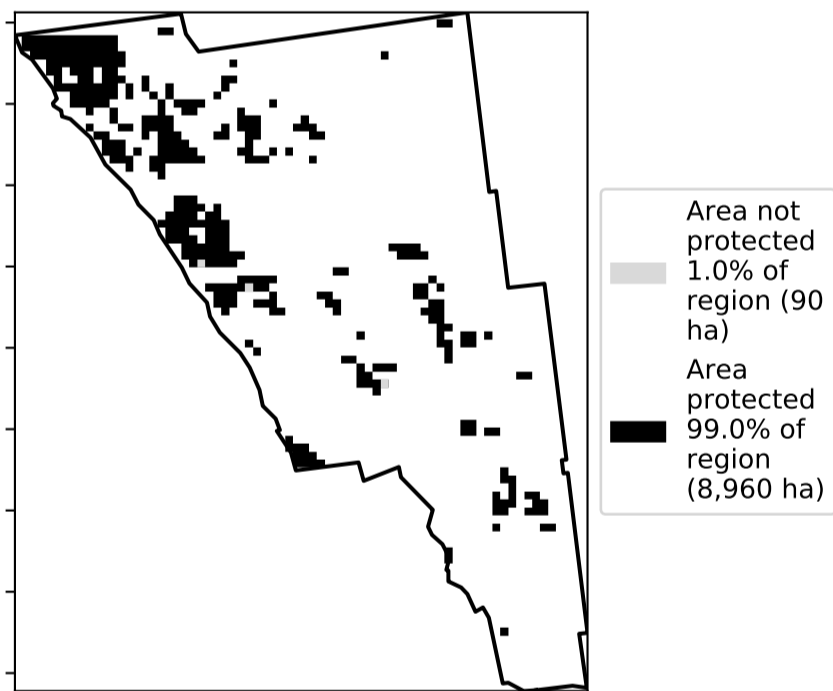 Area not
protected
1.0% of
region (90
ha)
Area
protected
99.0% of
region
(8,960 ha)